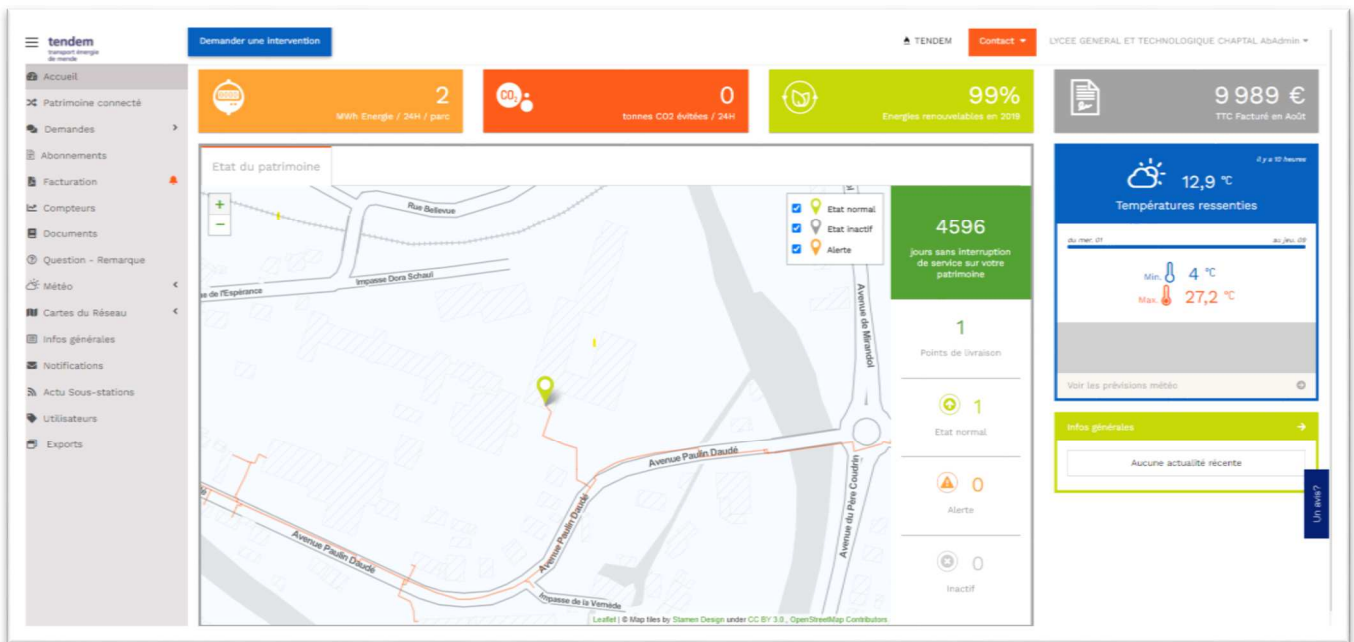 tendem
transport énergie
de mende
Demander une intervention
TENDEM
Contact
LYCEE GENERAL ET TECHNOLOGIQUE CHAPTAL AbAdmin
Accueil
Patrimoine connecté
Demandes
Abonnements
Facturation
Compteurs
Documents
Question - Remarque
Météo
Cartes du Réseau
Infos générales
Notifications
Actu Sous-stations
Utilisateurs
Exports
2
MWh Energie / 24H / parc
CO2
0
tonnes CO2 évitées / 24H
99%
Energies renouvelables en 2019
9 989 €
TTC Facturé en Août
Etat du patrimoine
+
−
Rue Bellevue
Impasse Dora Schaul
ue de l'Espérance
Avenue de Mirandol
Avenue Paulin Daudé
Avenue du Père Coudrin
Avenue Paulin Daudé
Avenue Paulin Daudé
Impasse de la Vernède
Etat normal
Etat inactif
Alerte
Leaflet | © Map tiles by Stamen Design under CC BY 3.0., OpenStreetMap Contributors
4596
jours sans interruption
de service sur votre
patrimoine
1
Points de livraison
1
Etat normal
0
Alerte
0
Inactif
il y a 10 heures
12,9 °C
Températures ressenties
du mer. 01
au jeu. 09
Min. 4 °C
Max. 27,2 °C
Voir les prévisions météo
Infos générales
Aucune actualité récente
Un avis?